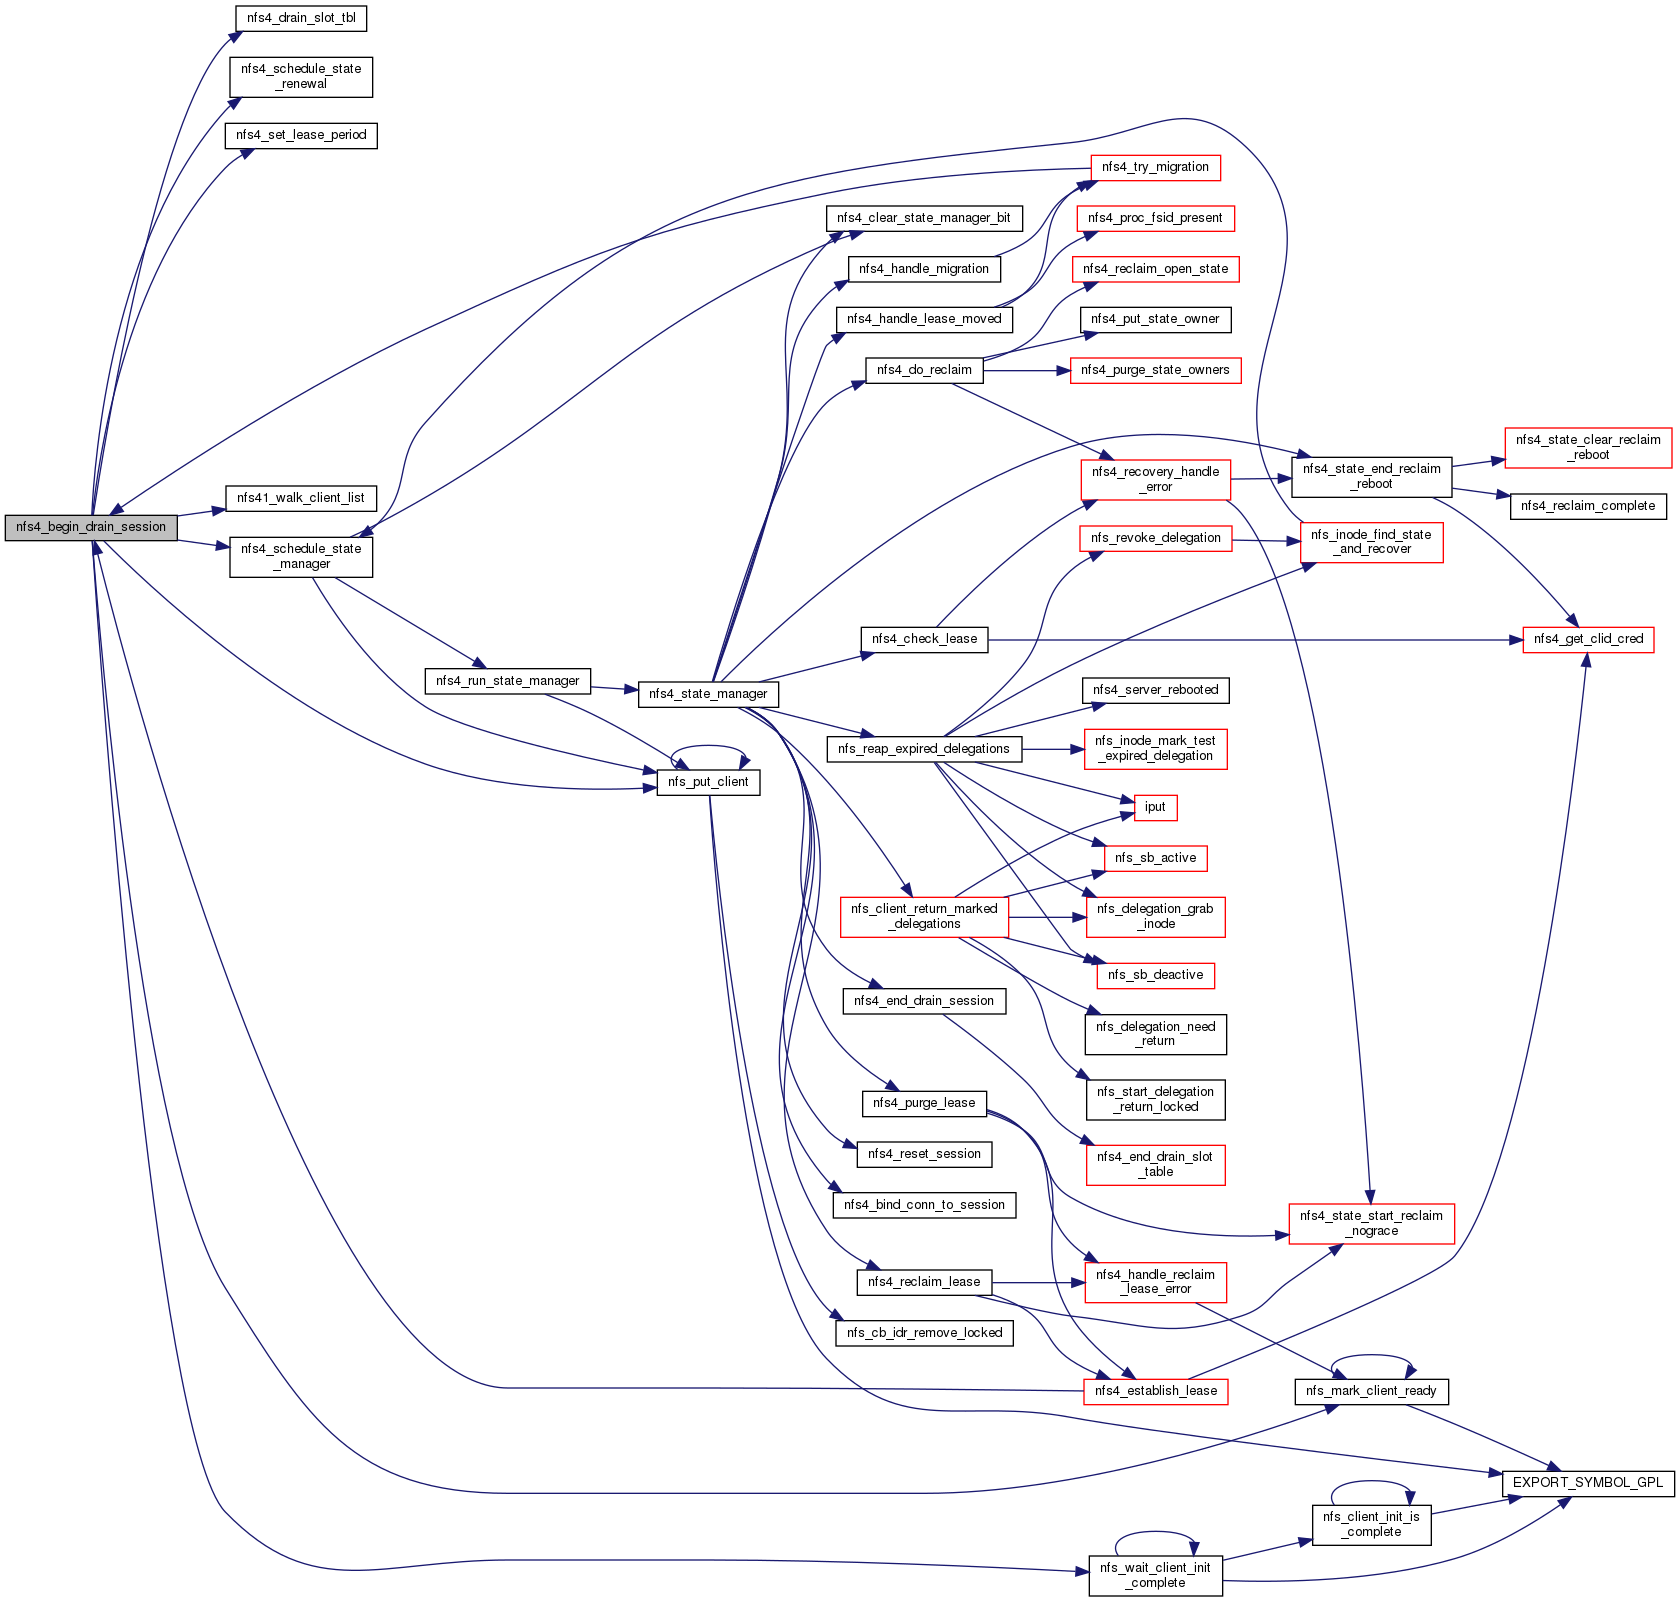 nfs4_drain_slot_tbl
nfs4_schedule_state
_renewal
nfs4_set_lease_period
nfs4_try_migration
nfs4_clear_state_manager_bit
nfs4_proc_fsid_present
nfs4_handle_migration
nfs4_reclaim_open_state
nfs4_handle_lease_moved
nfs4_put_state_owner
nfs4_do_reclaim
nfs4_purge_state_owners
nfs4_state_clear_reclaim
_reboot
nfs4_recovery_handle
_error
nfs4_state_end_reclaim
_reboot
nfs41_walk_client_list
nfs4_reclaim_complete
nfs4_begin_drain_session
nfs4_schedule_state
_manager
nfs_revoke_delegation
nfs_inode_find_state
_and_recover
nfs4_check_lease
nfs4_get_clid_cred
nfs4_run_state_manager
nfs4_state_manager
nfs4_server_rebooted
nfs_reap_expired_delegations
nfs_inode_mark_test
_expired_delegation
nfs_put_client
iput
nfs_sb_active
nfs_client_return_marked
_delegations
nfs_delegation_grab
_inode
nfs_sb_deactive
nfs4_end_drain_session
nfs_delegation_need
_return
nfs4_purge_lease
nfs_start_delegation
_return_locked
nfs4_reset_session
nfs4_end_drain_slot
_table
nfs4_bind_conn_to_session
nfs4_state_start_reclaim
_nograce
nfs4_reclaim_lease
nfs4_handle_reclaim
_lease_error
nfs_cb_idr_remove_locked
nfs4_establish_lease
nfs_mark_client_ready
EXPORT_SYMBOL_GPL
nfs_client_init_is
_complete
nfs_wait_client_init
_complete